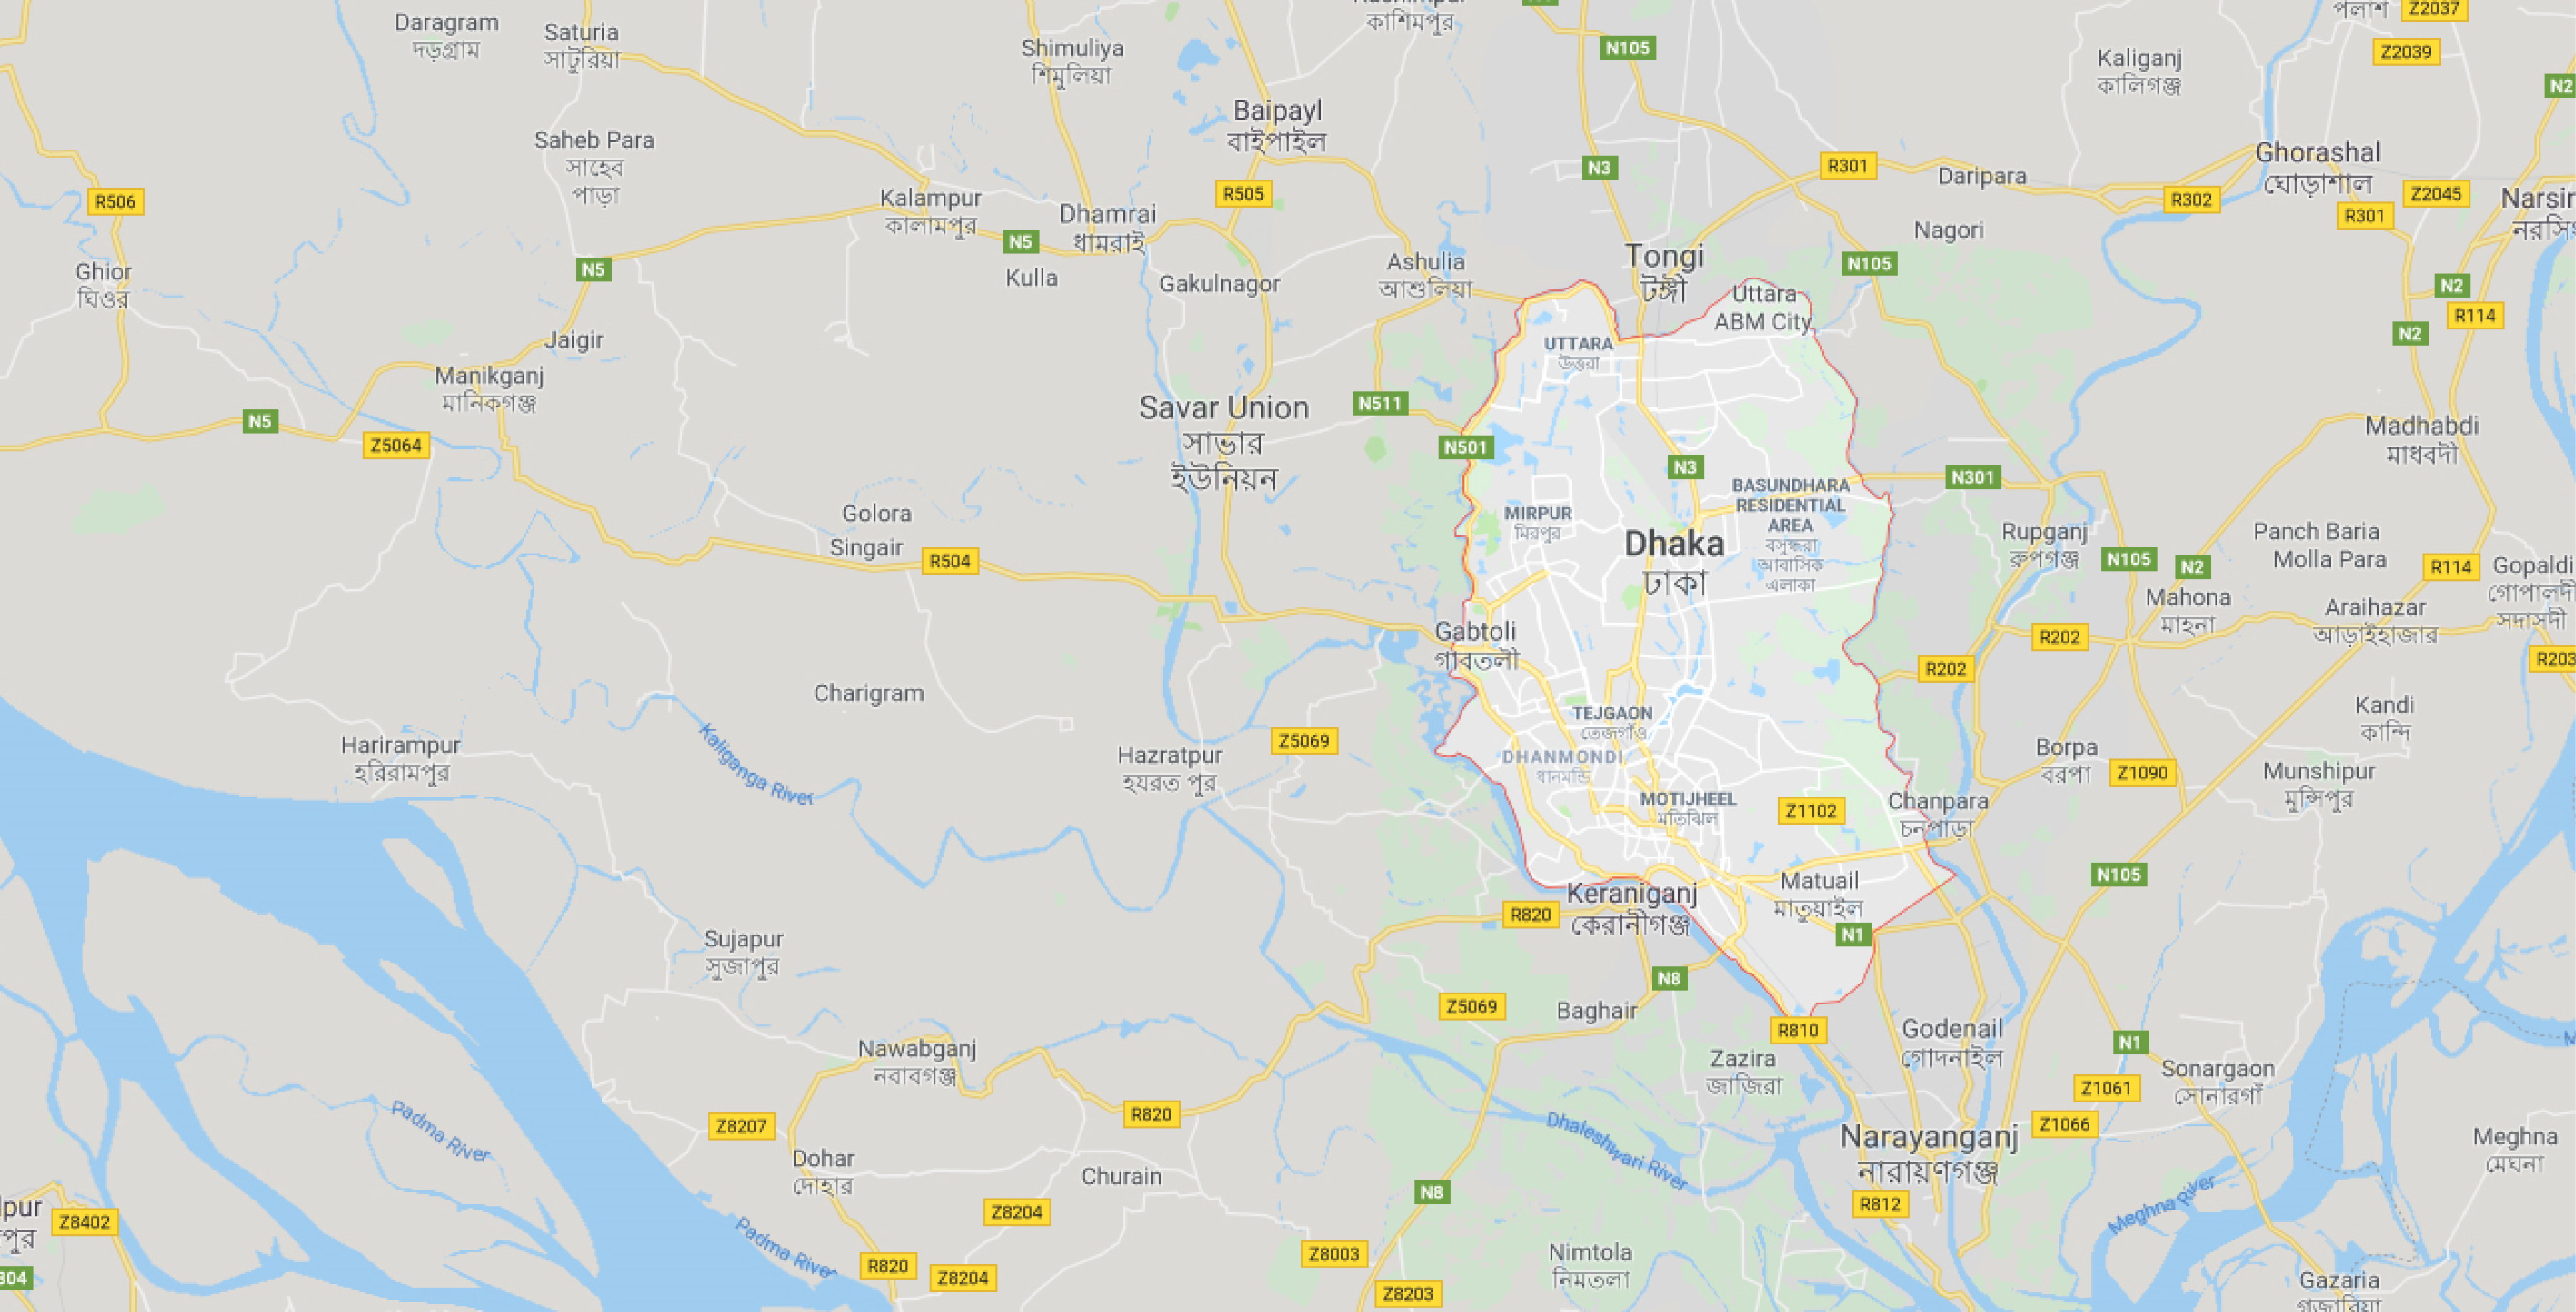 Daragram
দড়গ্রাম
Saturia
সাটুরিয়া
Shimuliya
শিমুলিয়া
কাশিমপুর
N105
Kaliganj
কালিগঞ্জ
পলাশ
Z2037
Z2039
N2
Saheb Para
সাহেব
পাড়া
Baipayl
বাইপাইল
N3
R301
Daripara
Ghorashal
ঘোড়াশাল
R302
Z2045
R301
R506
Kalampur
কালামপুর
Dhamrai
ধামরাই
R505
N5
N5
Kulla
Gakulnagor
Ashulia
আশুলিয়া
Tongi
টঙ্গী
Nagori
N105
Ghior
ঘিওর
Uttara
ABM City
N2
R114
N2
Jaigir
UTTARA
উত্তরা
Manikganj
মানিকগঞ্জ
N5
Z5064
Savar Union
সাভার
ইউনিয়ন
N511
N501
N3
N301
Madhabdi
মাধবদী
BASUNDHARA
RESIDENTIAL
AREA
বসুন্ধরা
আবাসিক
এলাকা
MIRPUR
মিরপুর
Dhaka
ঢাকা
Golora
Singair
R504
Rupganj
রুপগঞ্জ
N105
N2
Panch Baria
Molla Para
R114
Gopaldi
গোপালদী
সদাসদী
Mahona
মাহনা
Araihazar
আড়াইহাজার
Gabtoli
গাবতলী
R202
R202
R203
Charigram
Kandi
কান্দি
TEJGAON
তেজগাঁও
Harirampur
হরিরামপুর
Kaliganga River
Hazratpur
হযরত পুর
Z5069
DHANMONDI
ধানমন্ডি
MOTIJHEEL
মতিঝিল
Z1102
Chanpara
চনপাড়া
Borpa
বরপা
Z1090
Munshipur
মুন্সিপুর
Keraniganj
কেরানীগঞ্জ
Matuail
মাতুয়াইল
N105
R820
N1
Sujapur
সুজাপুর
N8
Z5069
Baghair
R810
Godenail
গোদনাইল
N1
Nawabganj
নবাবগঞ্জ
Zazira
জাজিরা
Z1061
Sonargaon
সোনারগাঁ
Padma River
Z8207
R820
Dhaleshwari River
Z1066
Narayanganj
নারায়ণগঞ্জ
Meghna
মেঘনা
Dohar
দোহার
Churain
N8
R812
Meghna River
Z8402
Z8204
Padma River
R820
Z8204
Z8003
Z8203
Nimtola
নিমতলা
Gazaria
গজারিয়া